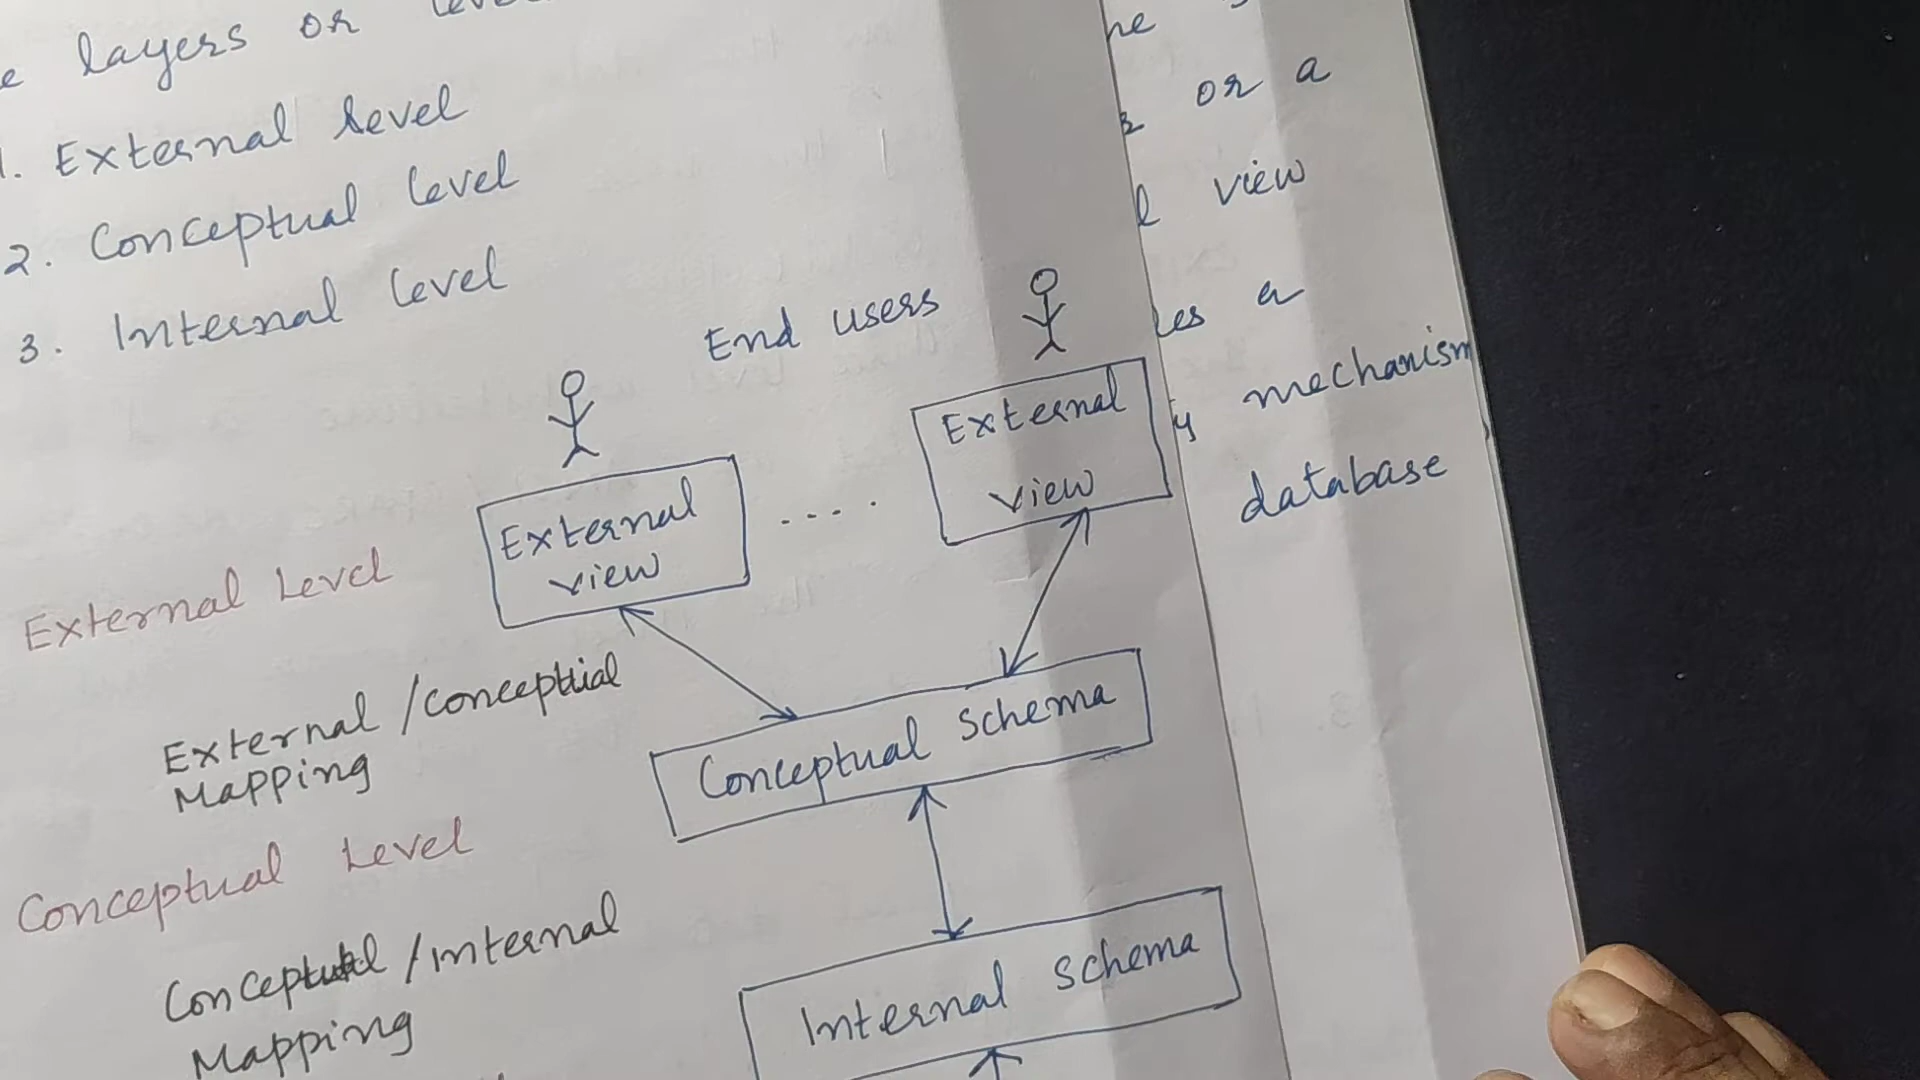 layers or
1. External level
2. Conceptual level
3. Internal level
End users
External
view
....
External
view
External Level
External / conceptual
Mapping
Conceptual Schema
Conceptual Level
Conceptual / internal
Mapping
Internal schema
or a
view
a
mechanism
database